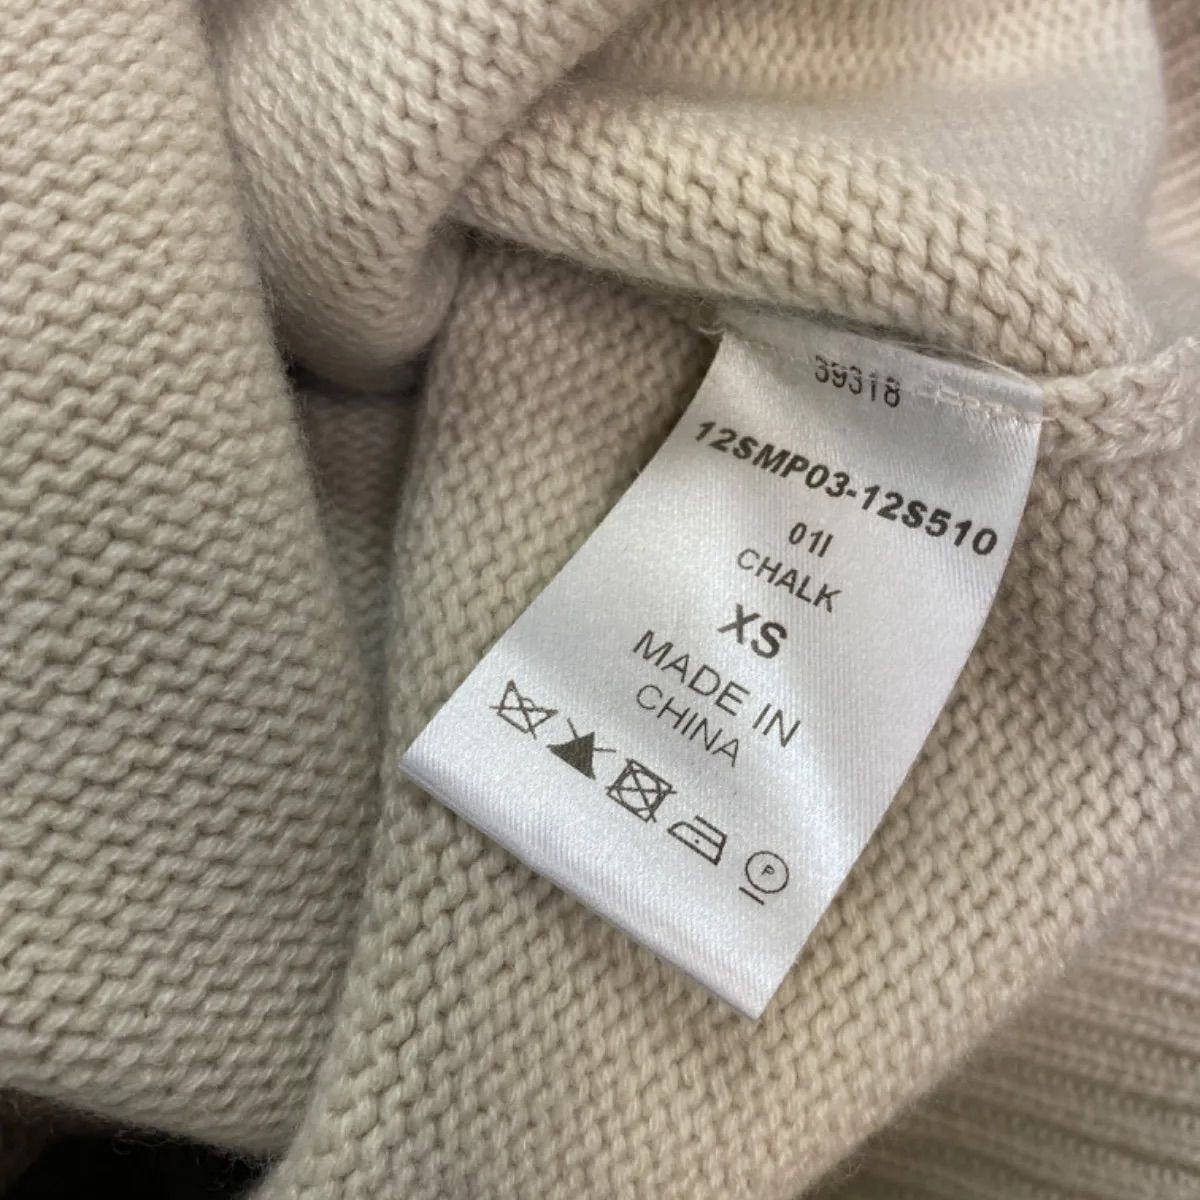 39318
12SMP03-12S510
01I
CHALK
XS
MADE IN
CHINA
P